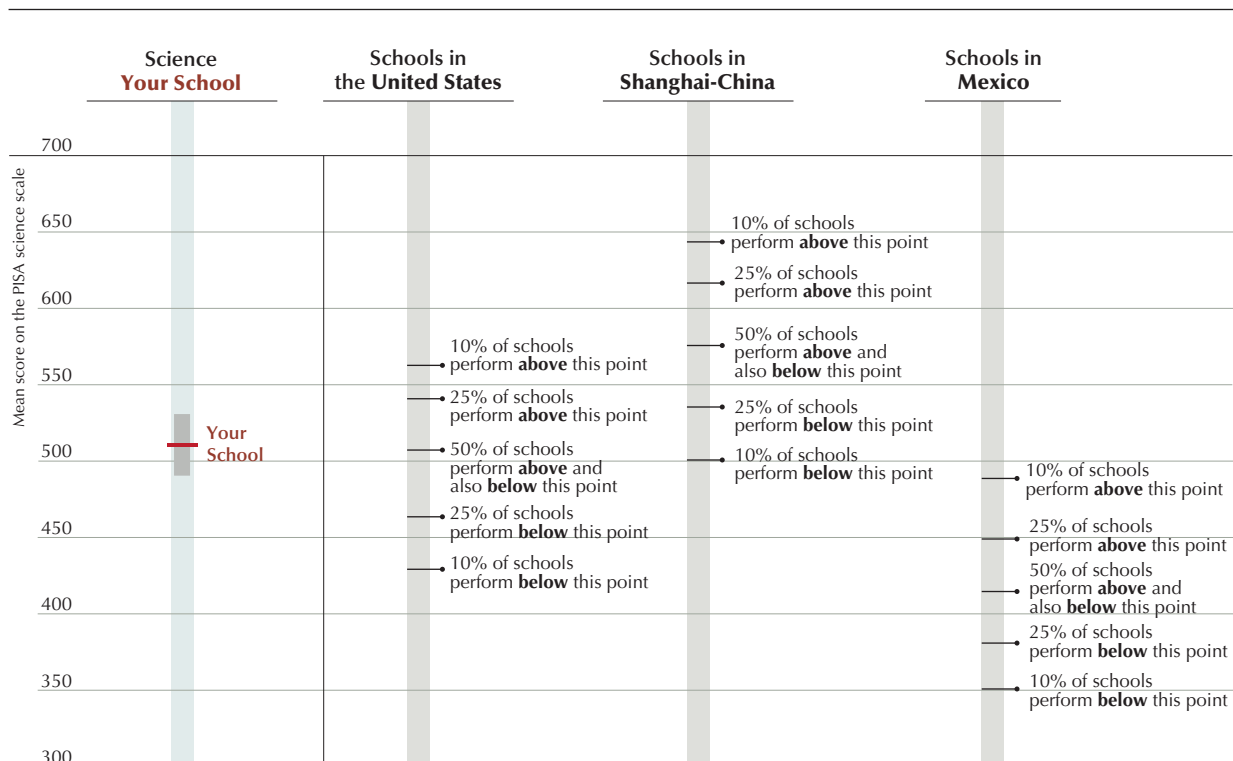 Science
Your School
Schools in
the United States
Schools in
Shanghai-China
Schools in
Mexico
Mean score on the PISA science scale
700
650
600
550
500
450
400
350
300
Your
School
10% of schools
perform above this point
25% of schools
perform above this point
50% of schools
perform above and
also below this point
25% of schools
perform below this point
10% of schools
perform below this point
10% of schools
perform above this point
25% of schools
perform above this point
50% of schools
perform above and
also below this point
25% of schools
perform below this point
10% of schools
perform below this point
10% of schools
perform above this point
25% of schools
perform above this point
50% of schools
perform above and
also below this point
25% of schools
perform below this point
10% of schools
perform below this point